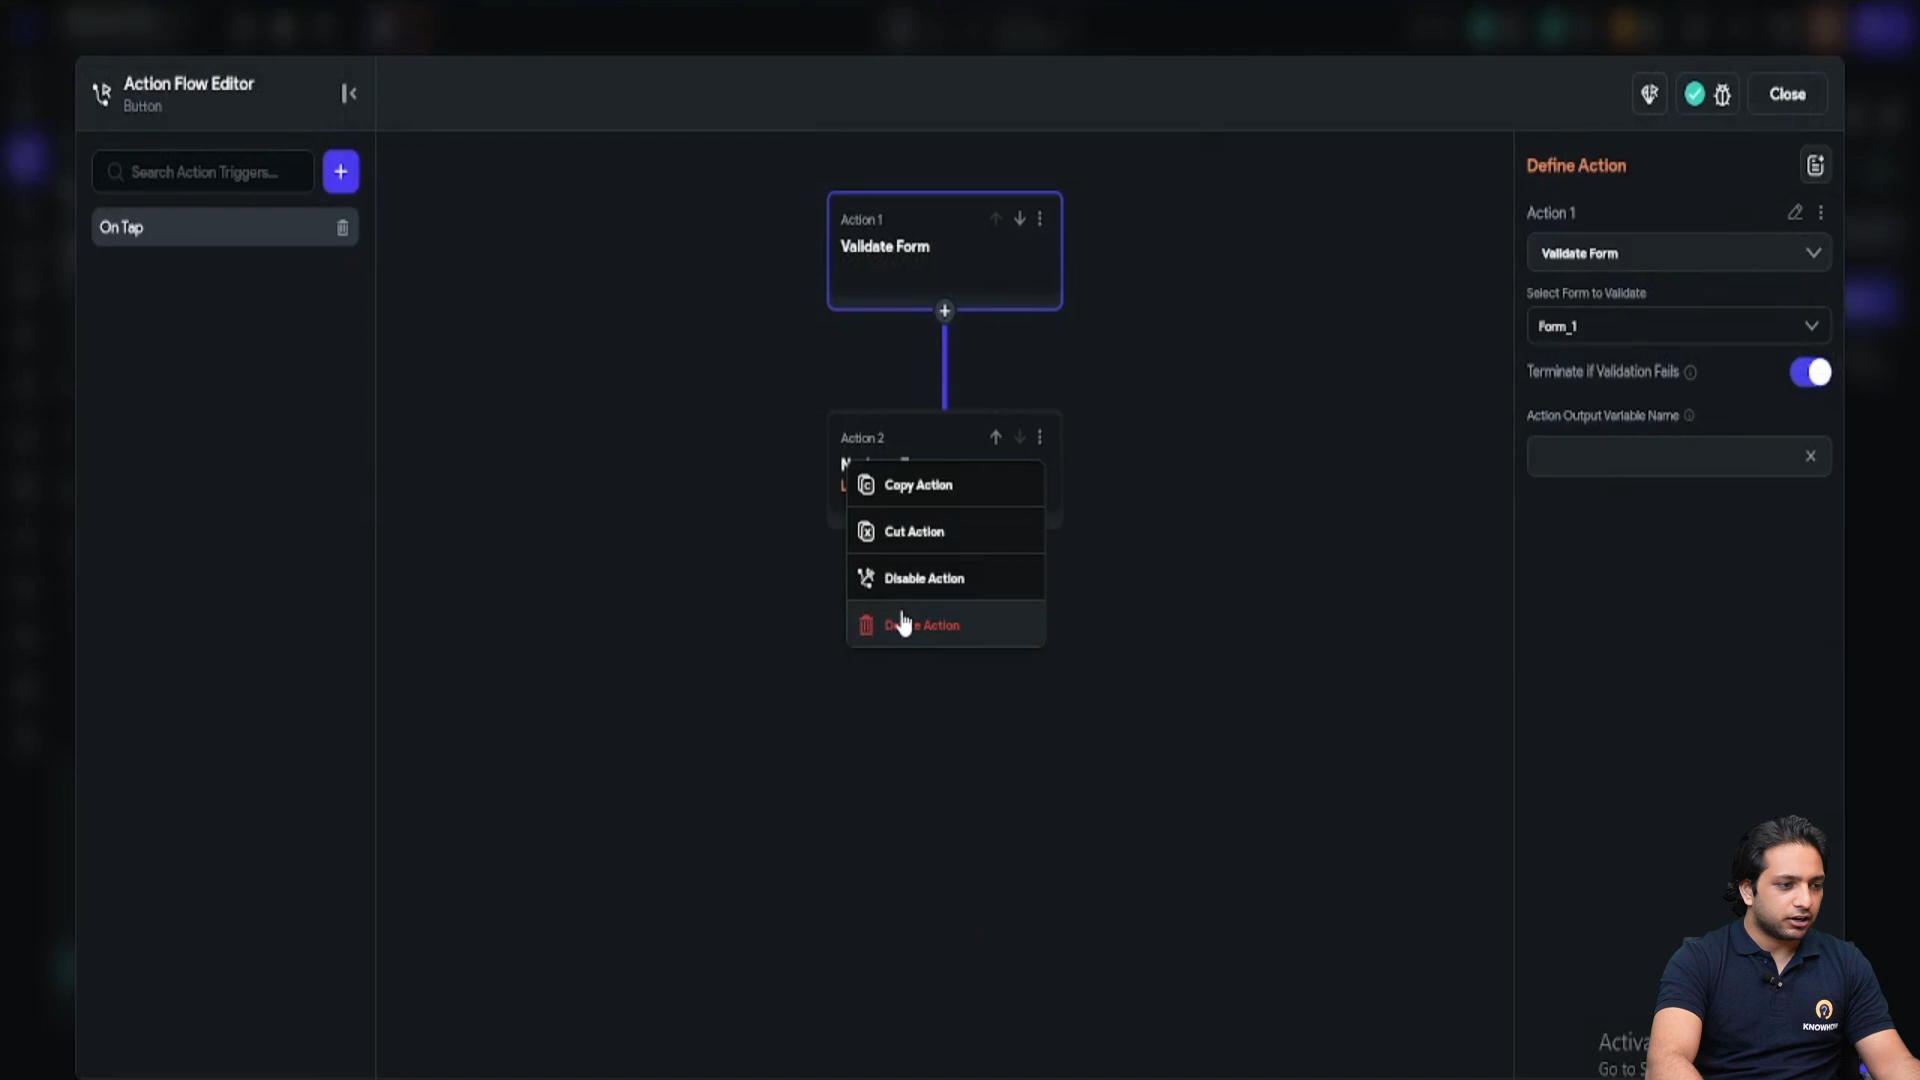 Action Flow Editor
Button
Close
Search Action Triggers...
On Tap
Action 1
Validate Form
Action 2
Copy Action
Cut Action
Disable Action
Action
Define Action
Action 1
Validate Form
Select Form to Validate
Form_1
Terminate if Validation Fails
Action Output Variable Name
Go to